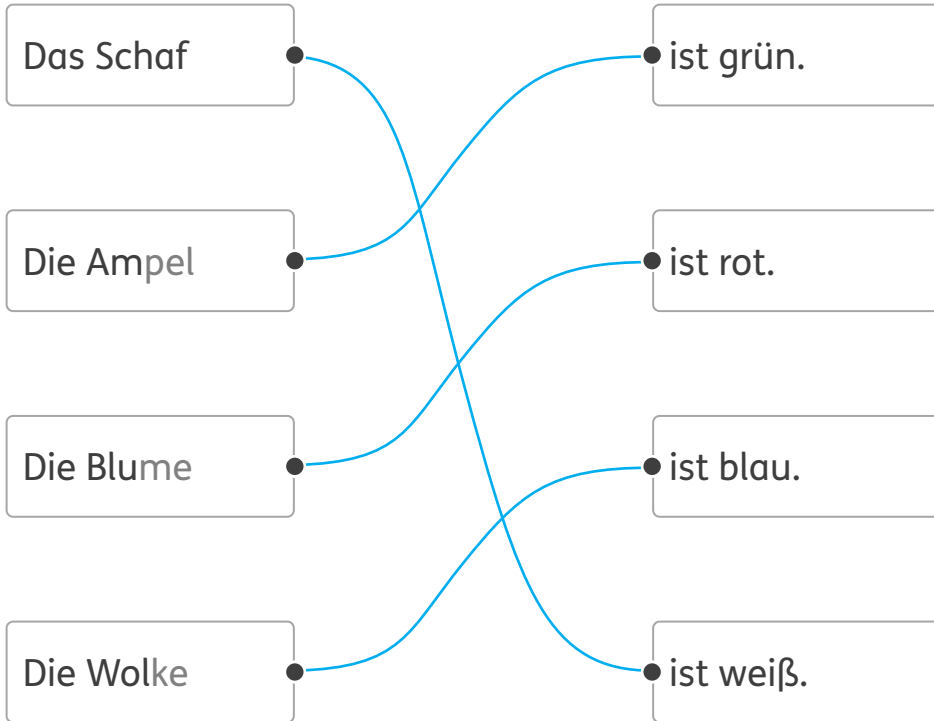 Das Schaf
ist grün.
Die Ampel
ist rot.
Die Blume
ist blau.
Die Wolke
ist weiß.